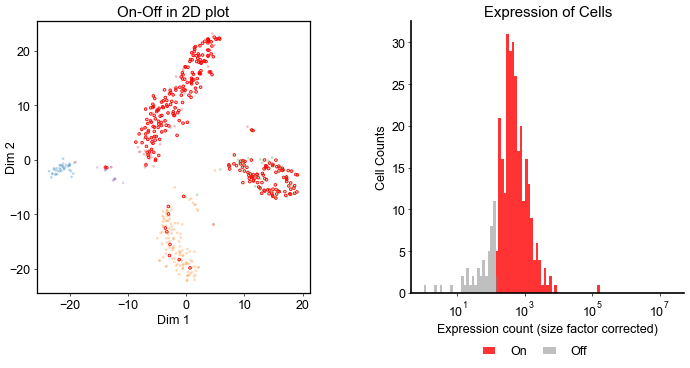 On-Off in 2D plot
Expression of Cells
20
10
0
−10
−20
Dim 2
−20
−10
0
10
20
Dim 1
30
25
20
15
10
5
0
Cell Counts
10^1
10^3
10^5
10^7
Expression count (size factor corrected)
On
Off